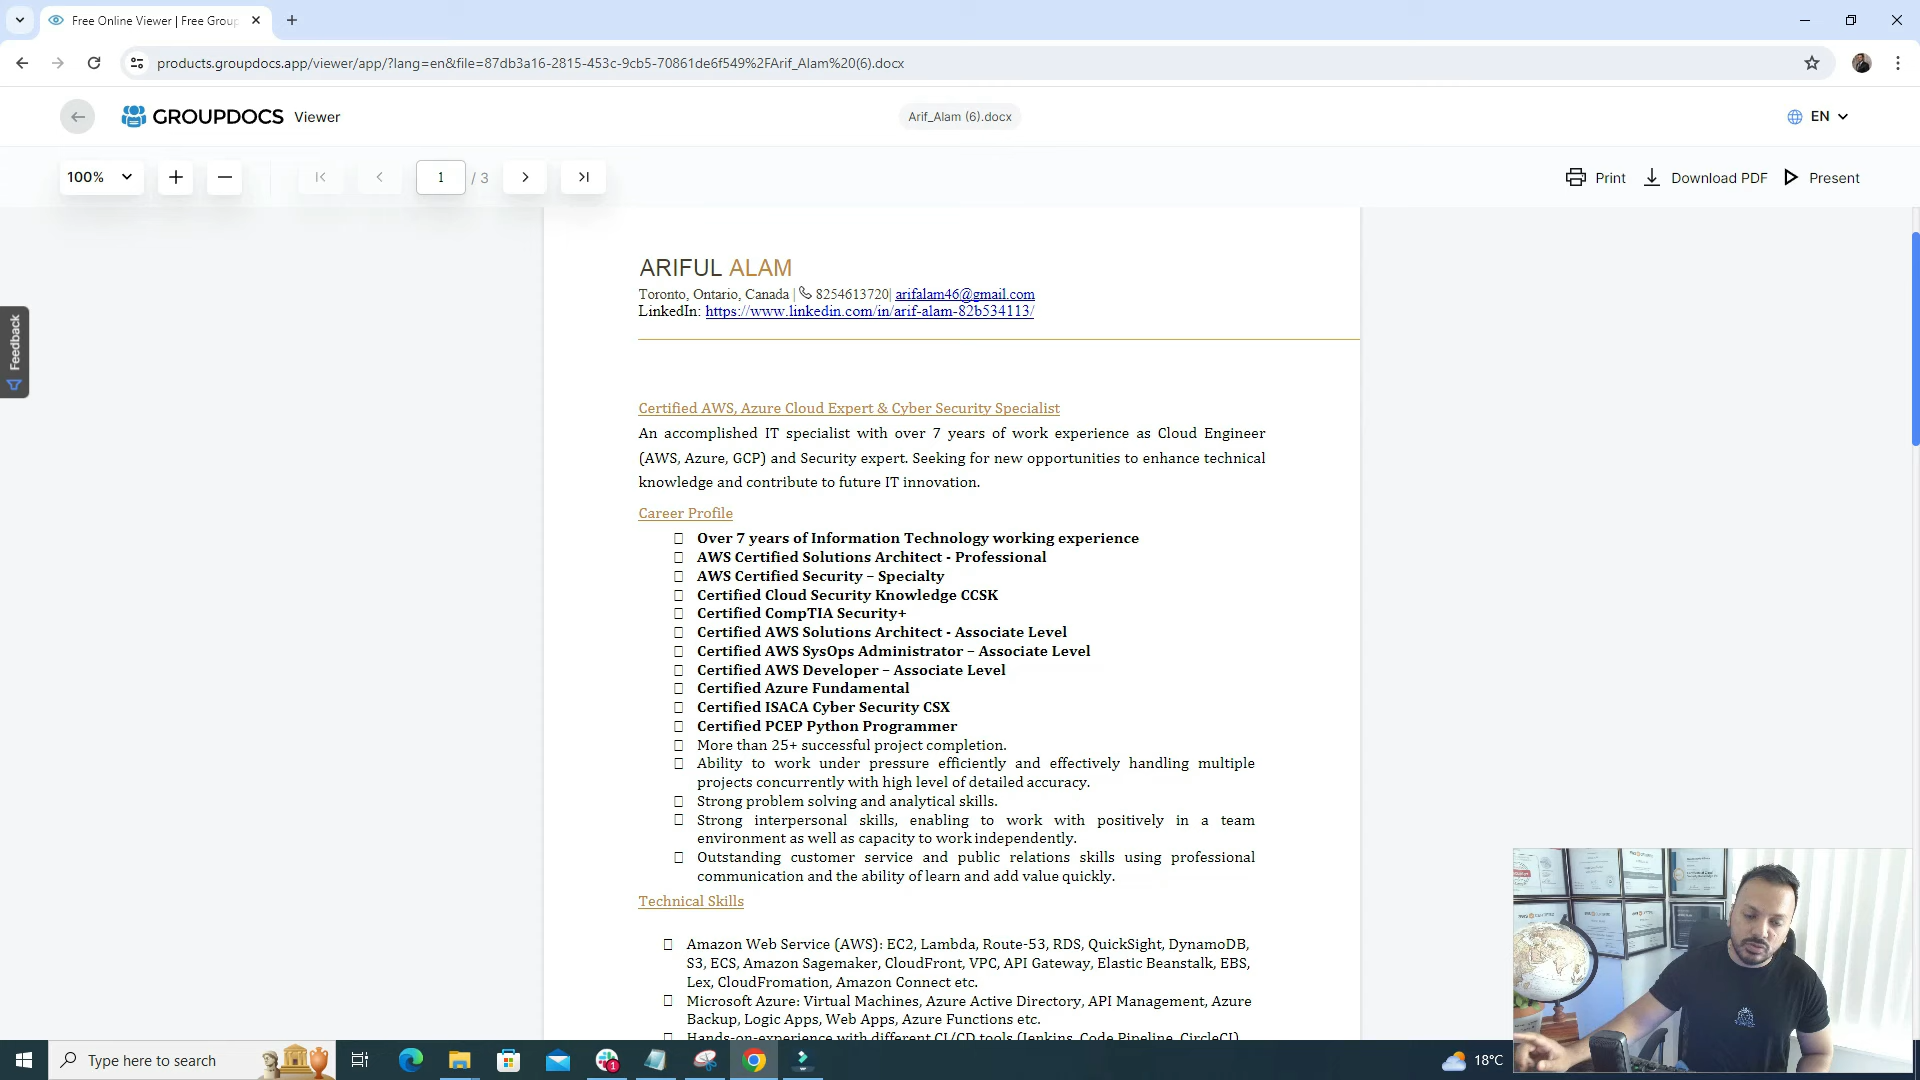 Free Online Viewer | Free Group
products.groupdocs.app/viewer/app/?lang=en&file=87db3a16-2815-453c-9cb5-70861de6f549%2FArif_Alam%20(6).docx
GROUPDOCS Viewer
Arif_Alam (6).docx
EN
100%
1 / 3
Print
Download PDF
Present
Feedback
ARIFUL ALAM
Toronto, Ontario, Canada | 8254613720| arifalam46@gmail.com
LinkedIn: https://www.linkedin.com/in/arif-alam-82b534113/
Certified AWS, Azure Cloud Expert & Cyber Security Specialist
An accomplished IT specialist with over 7 years of work experience as Cloud Engineer
(AWS, Azure, GCP) and Security expert. Seeking for new opportunities to enhance technical
knowledge and contribute to future IT innovation.
Career Profile
Over 7 years of Information Technology working experience
AWS Certified Solutions Architect - Professional
AWS Certified Security – Specialty
Certified Cloud Security Knowledge CCSK
Certified CompTIA Security+
Certified AWS Solutions Architect - Associate Level
Certified AWS SysOps Administrator – Associate Level
Certified AWS Developer – Associate Level
Certified Azure Fundamental
Certified ISACA Cyber Security CSX
Certified PCEP Python Programmer
More than 25+ successful project completion.
Ability to work under pressure efficiently and effectively handling multiple
projects concurrently with high level of detailed accuracy.
Strong problem solving and analytical skills.
Strong interpersonal skills, enabling to work with positively in a team
environment as well as capacity to work independently.
Outstanding customer service and public relations skills using professional
communication and the ability of learn and add value quickly.
Technical Skills
Amazon Web Service (AWS): EC2, Lambda, Route-53, RDS, QuickSight, DynamoDB,
S3, ECS, Amazon Sagemaker, CloudFront, VPC, API Gateway, Elastic Beanstalk, EBS,
Lex, CloudFromation, Amazon Connect etc.
Microsoft Azure: Virtual Machines, Azure Active Directory, API Management, Azure
Backup, Logic Apps, Web Apps, Azure Functions etc.
Hands-on-experience with different CI/CD tools (Jenkins, Code Pipeline, CircleCI)
Type here to search
1
18°C